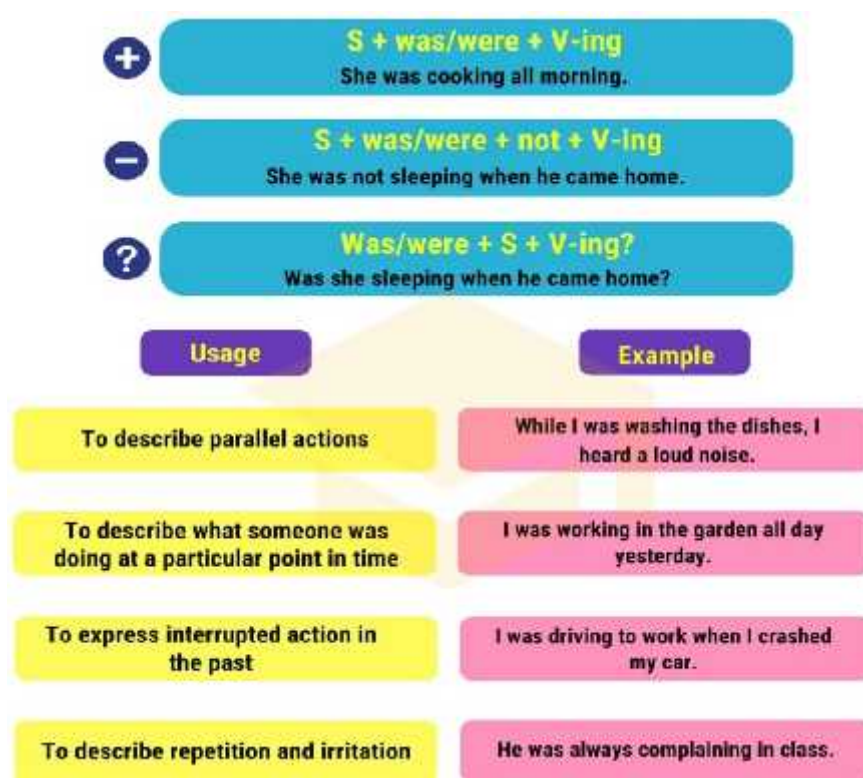 +
S + was/were + V-ing
She was cooking all morning.
−
S + was/were + not + V-ing
She was not sleeping when he came home.
?
Was/were + S + V-ing?
Was she sleeping when he came home?
Usage
Example
To describe parallel actions
While I was washing the dishes, I
heard a loud noise.
To describe what someone was
doing at a particular point in time
I was working in the garden all day
yesterday.
To express interrupted action in
the past
I was driving to work when I crashed
my car.
To describe repetition and irritation
He was always complaining in class.